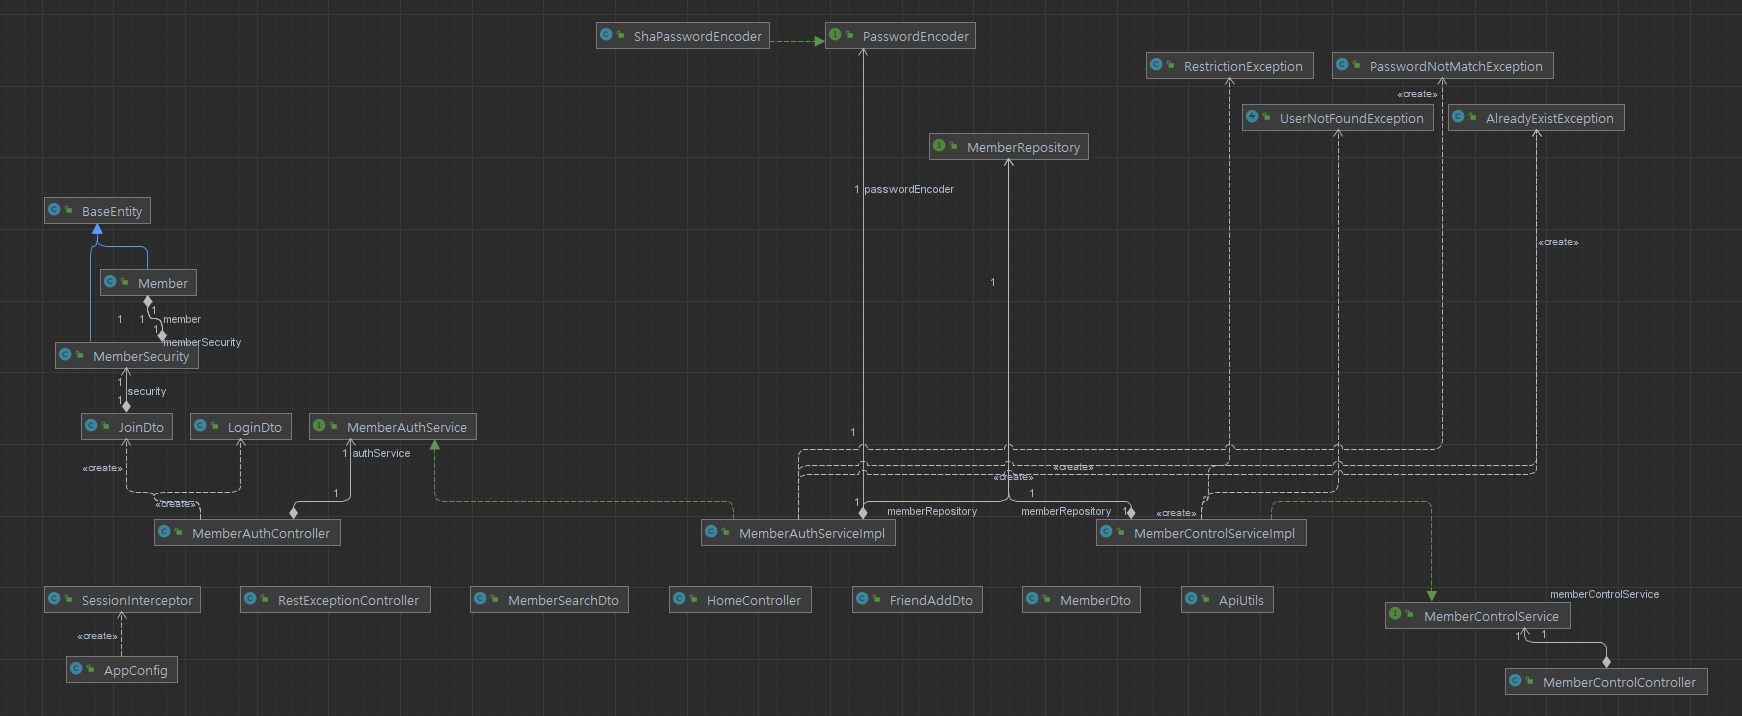 ShaPasswordEncoder
PasswordEncoder
RestrictionException
PasswordNotMatchException
«create»
UserNotFoundException
AlreadyExistException
MemberRepository
1 passwordEncoder
BaseEntity
«create»
Member
1
1
1 1 member
1
memberSecurity
MemberSecurity
1
security
1
JoinDto
LoginDto
MemberAuthService
1
1 authService
«create»
«create»
«create»
1
1
«create»
1
memberRepository
memberRepository
1
«create»
MemberAuthController
MemberAuthServiceImpl
MemberControlServiceImpl
SessionInterceptor
RestExceptionController
MemberSearchDto
HomeController
FriendAddDto
MemberDto
ApiUtils
memberControlService
MemberControlService
«create»
1 1
AppConfig
MemberControlController